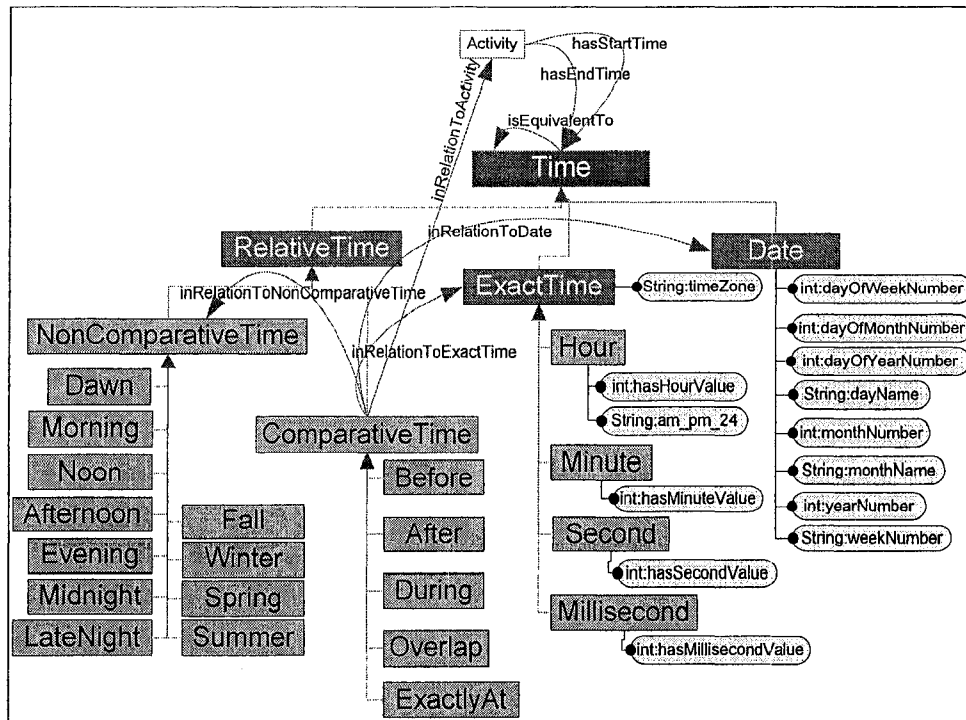 Activity
hasStartTime
hasEndTime
isEquivalentTo
inRelationToActivity
Time
RelativeTime
inRelationToDate
Date
inRelationToNonComparativeTime
ExactTime
String:timeZone
int:dayOfWeekNumber
NonComparativeTime
inRelationToExactTime
Hour
int:dayOfMonthNumber
int:dayOfYearNumber
Dawn
int:hasHourValue
String:dayName
Morning
ComparativeTime
String:am_pm_24
int:monthNumber
Noon
Before
Minute
String:monthName
int:hasMinuteValue
int:yearNumber
Afternoon
Fall
After
Second
String:weekNumber
Evening
Winter
int:hasSecondValue
Midnight
Spring
During
Millisecond
LateNight
Summer
Overlap
int:hasMillisecondValue
ExactlyAt